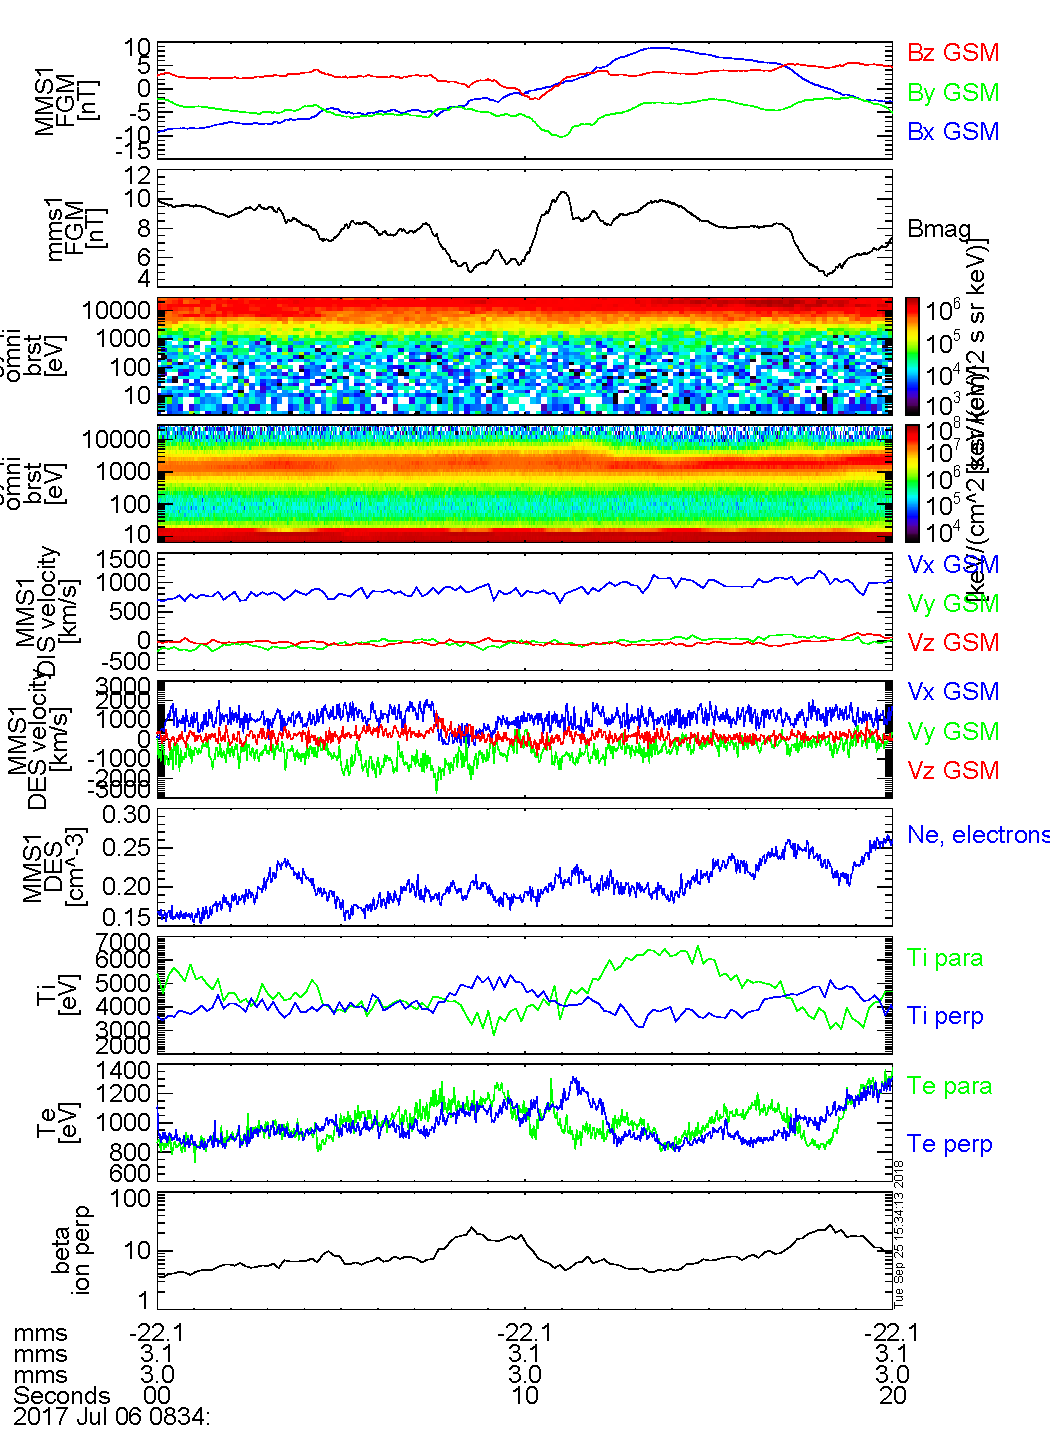 MMS1
FGM
[nT]
10
5
0
-5
-10
-15
Bz GSM
By GSM
Bx GSM
mms1
FGM
[nT]
12
10
8
6
4
Bmag
omni
brst
[eV]
10000
1000
100
10
10^6
10^5
10^4
10^3
omni
brst
[eV]
10000
1000
100
10
10^8
10^7
10^6
10^5
10^4
MMS1
DIS velocity
[km/s]
1500
1000
500
0
-500
Vx GSM
Vy GSM
Vz GSM
MMS1
DES velocity
[km/s]
3000
2000
1000
0
-1000
-2000
-3000
Vx GSM
Vy GSM
Vz GSM
MMS1
DES
[cm^-3]
0.30
0.25
0.20
0.15
Ne, electrons
Ti
[eV]
7000
6000
5000
4000
3000
2000
Ti para
Ti perp
Te
[eV]
1400
1200
1000
800
600
Te para
Te perp
beta
ion perp
100
10
1
Tue Sep 25 15:34:13 2018
mms -22.1 -22.1 -22.1
mms 3.1 3.1 3.1
mms 3.0 3.0 3.0
Seconds 00 10 20
2017 Jul 06 0834: